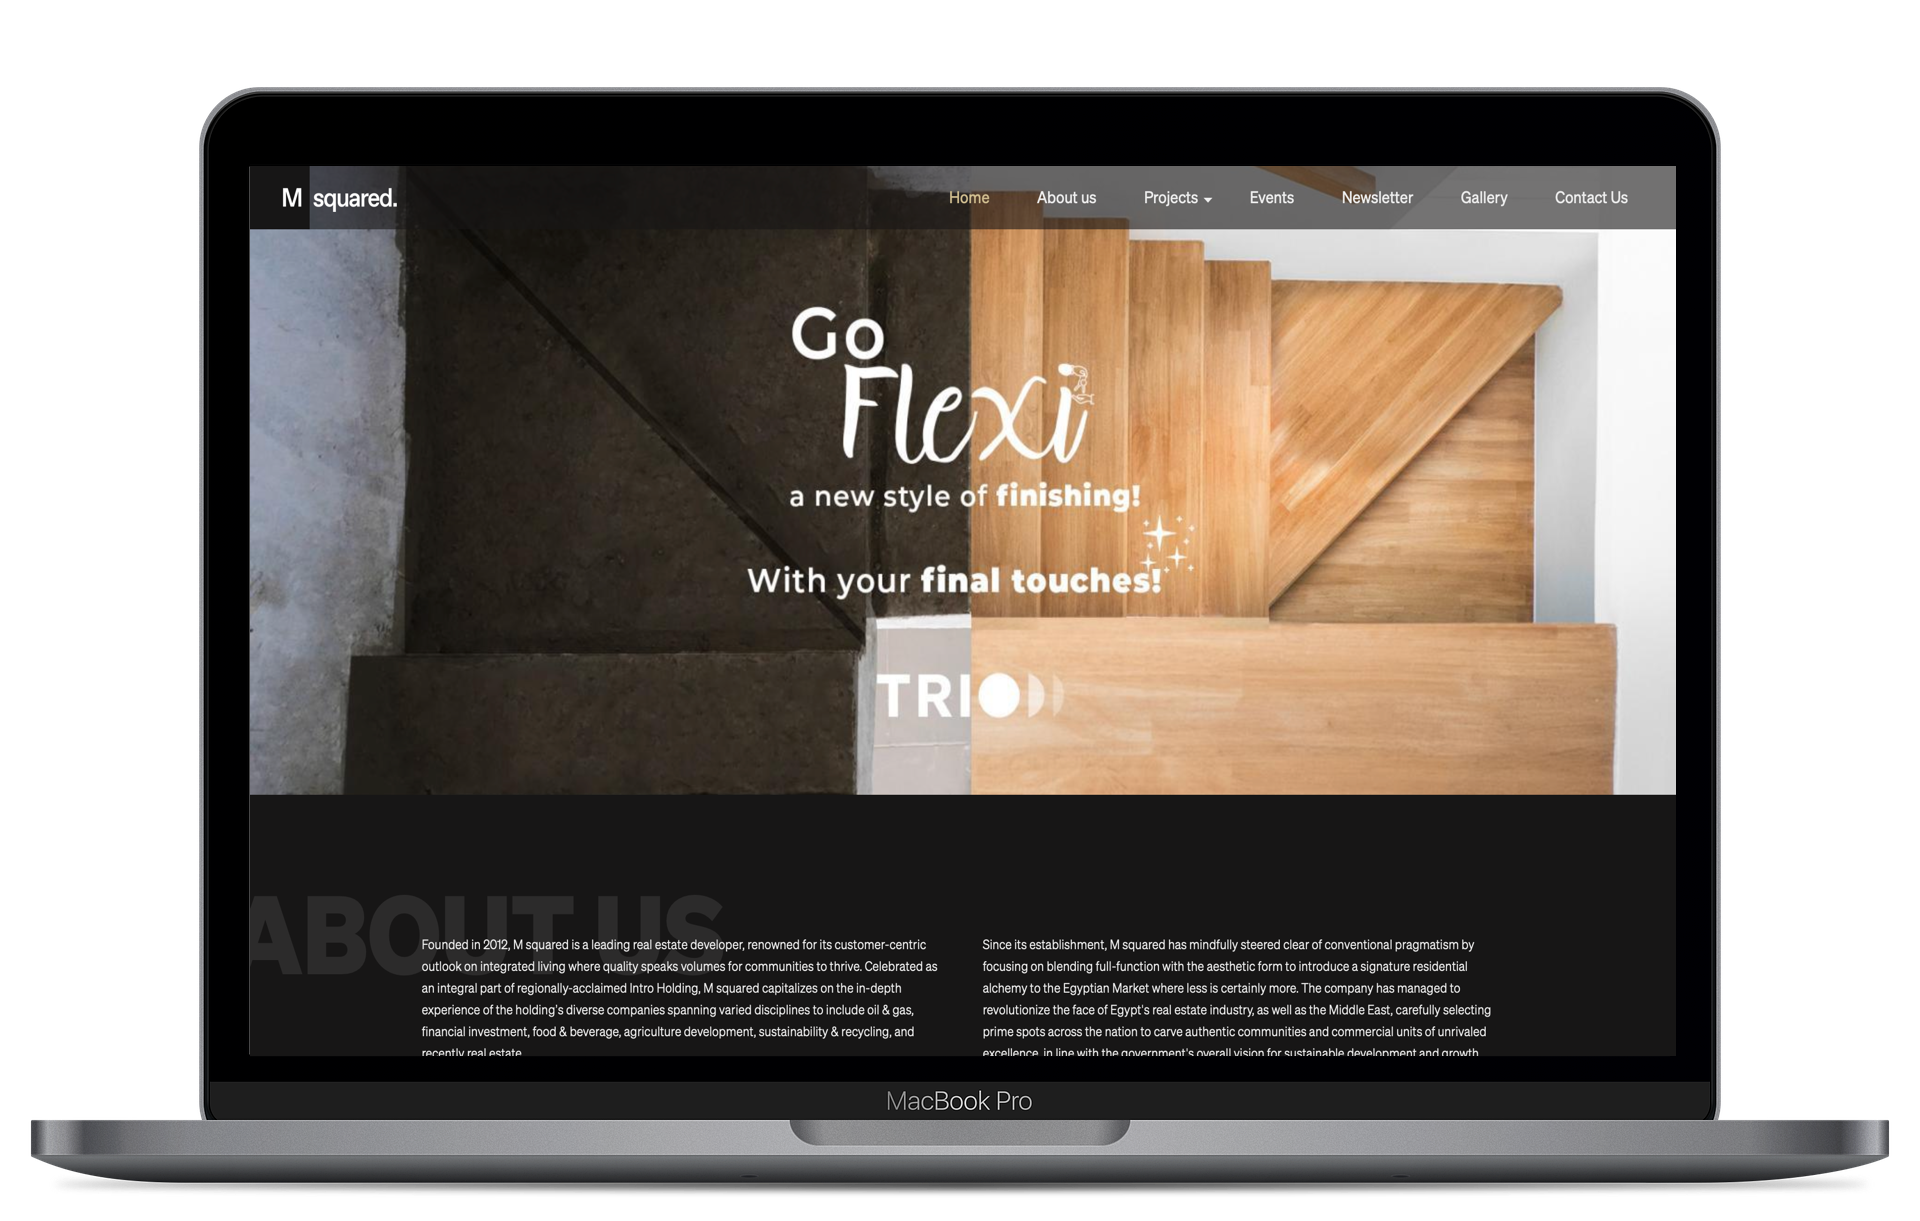 M squared.
Home About us Projects Events Newsletter Gallery Contact Us
Go
Flexi
a new style of finishing!
With your final touches!
TRIO
ABOUT US
Founded in 2012, M squared is a leading real estate developer, renowned for its customer-centric
outlook on integrated living where quality speaks volumes for communities to thrive. Celebrated as
an integral part of regionally-acclaimed Intro Holding, M squared capitalizes on the in-depth
experience of the holding's diverse companies spanning varied disciplines to include oil & gas,
financial investment, food & beverage, agriculture development, sustainability & recycling, and
recently real estate.
Since its establishment, M squared has mindfully steered clear of conventional pragmatism by
focusing on blending full-function with the aesthetic form to introduce a signature residential
alchemy to the Egyptian Market where less is certainly more. The company has managed to
revolutionize the face of Egypt's real estate industry, as well as the Middle East, carefully selecting
prime spots across the nation to carve authentic communities and commercial units of unrivaled
excellence, in line with the government's overall vision for sustainable development and growth.
MacBook Pro